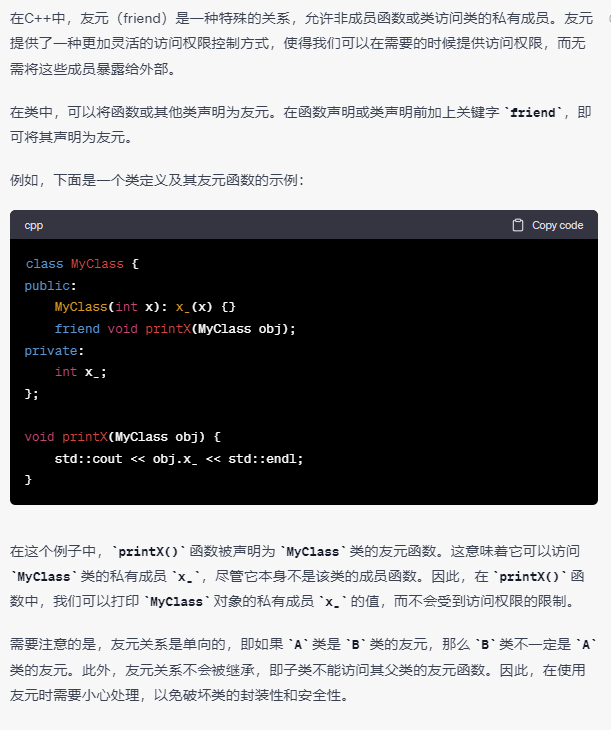 在C++中，友元（friend）是一种特殊的关系，允许非成员函数或类访问类的私有成员。友元
提供了一种更加灵活的访问权限控制方式，使得我们可以在需要的时候提供访问权限，而无
需将这些成员暴露给外部。
在类中，可以将函数或其他类声明为友元。在函数声明或类声明前加上关键字 `friend`，即
可将其声明为友元。
例如，下面是一个类定义及其友元函数的示例：
cpp
Copy code
class MyClass {
public:
    MyClass(int x): x_(x) {}
    friend void printX(MyClass obj);
private:
    int x_;
};
void printX(MyClass obj) {
    std::cout << obj.x_ << std::endl;
}
在这个例子中，`printX()` 函数被声明为 `MyClass` 类的友元函数。这意味着它可以访问
`MyClass` 类的私有成员 `x_`，尽管它本身不是该类的成员函数。因此，在 `printX()` 函
数中，我们可以打印 `MyClass` 对象的私有成员 `x_` 的值，而不会受到访问权限的限制。
需要注意的是，友元关系是单向的，即如果 `A` 类是 `B` 类的友元，那么 `B` 类不一定是 `A`
类的友元。此外，友元关系不会被继承，即子类不能访问其父类的友元函数。因此，在使用
友元时需要小心处理，以免破坏类的封装性和安全性。